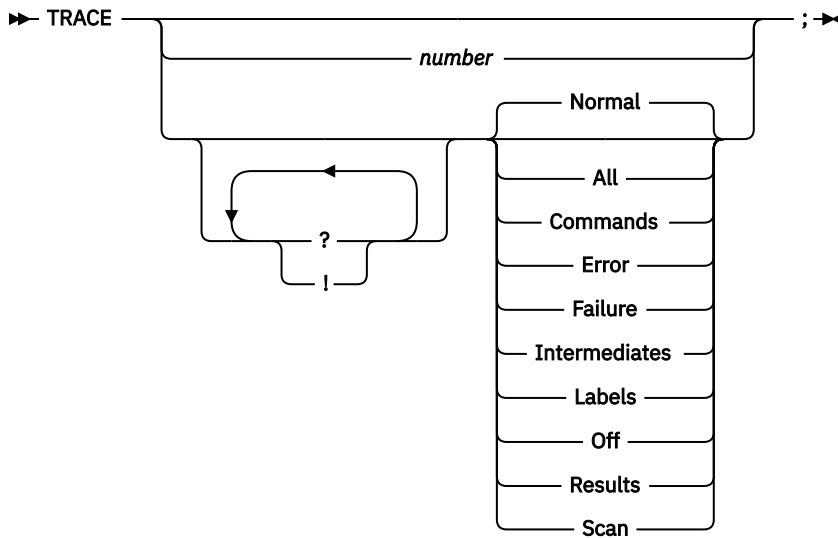 TRACE ;
number
Normal
All
Commands
?
Error
!
Failure
Intermediates
Labels
Off
Results
Scan